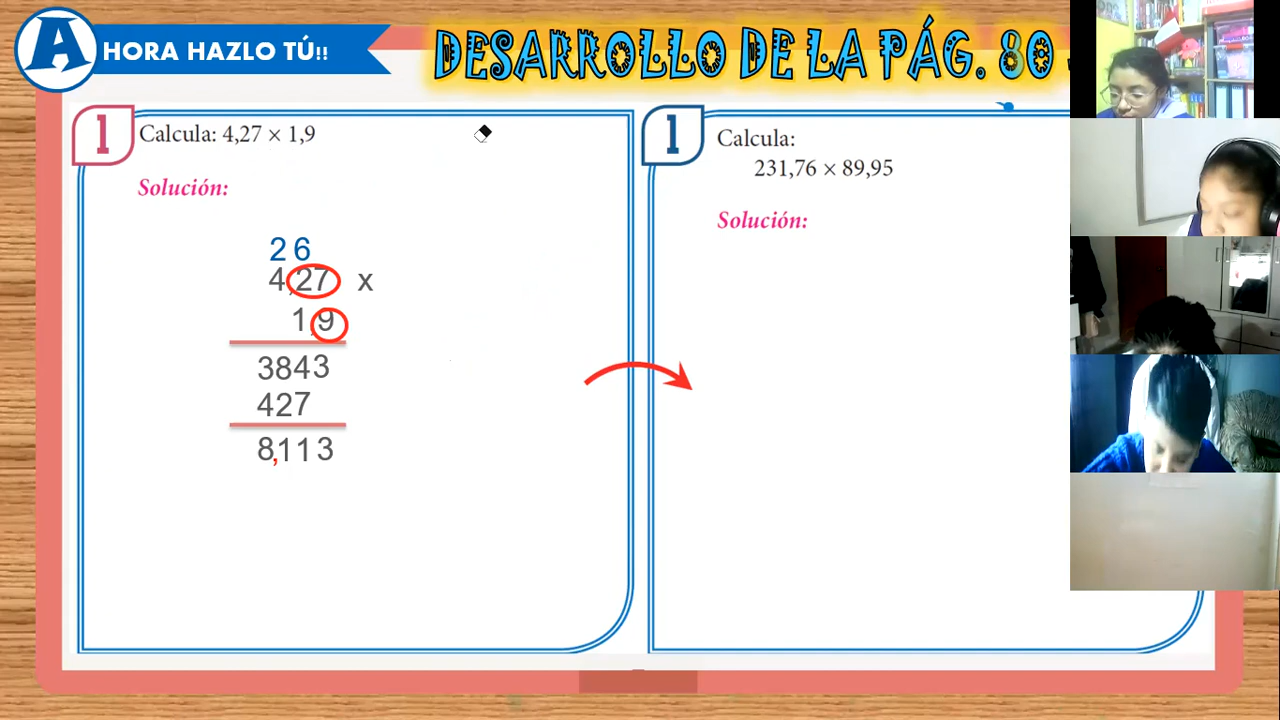 A HORA HAZLO TÚ!!
DESARROLLO DE LA PÁG. 80
1
Calcula: 4,27 × 1,9
Solución:
2 6
4,27 x
1,9
3843
427
8,113
1
Calcula:
231,76 × 89,95
Solución: